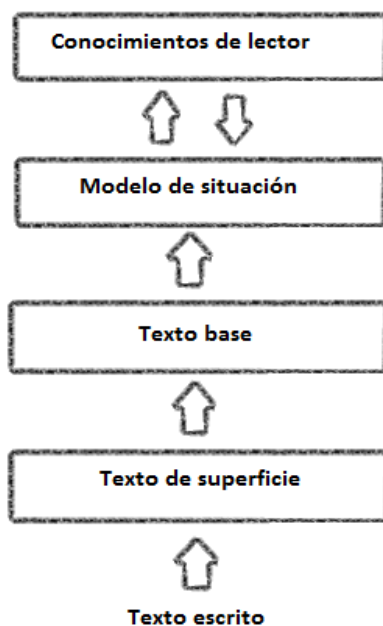 Conocimientos de lector
Modelo de situación
Texto base
Texto de superficie
Texto escrito